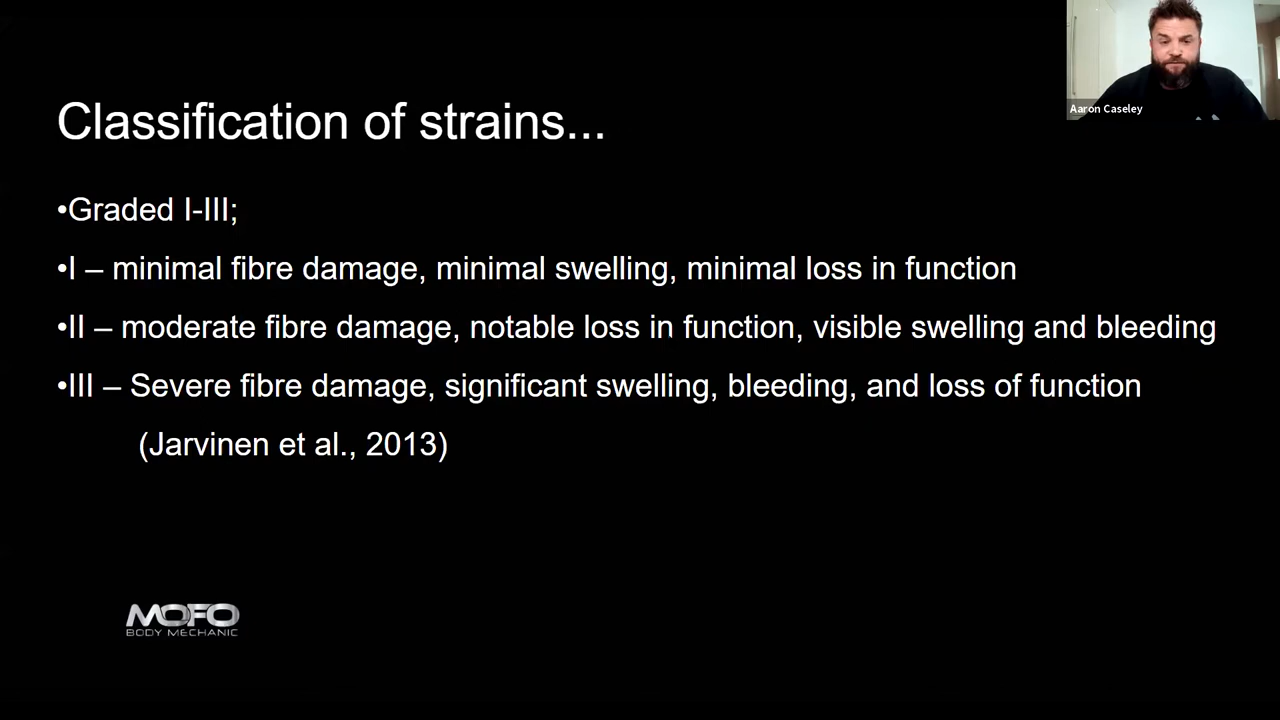 Aaron Caseley
Classification of strains...
•Graded I-III;
•I – minimal fibre damage, minimal swelling, minimal loss in function
•II – moderate fibre damage, notable loss in function, visible swelling and bleeding
•III – Severe fibre damage, significant swelling, bleeding, and loss of function
(Jarvinen et al., 2013)
MOFO
BODY MECHANIC